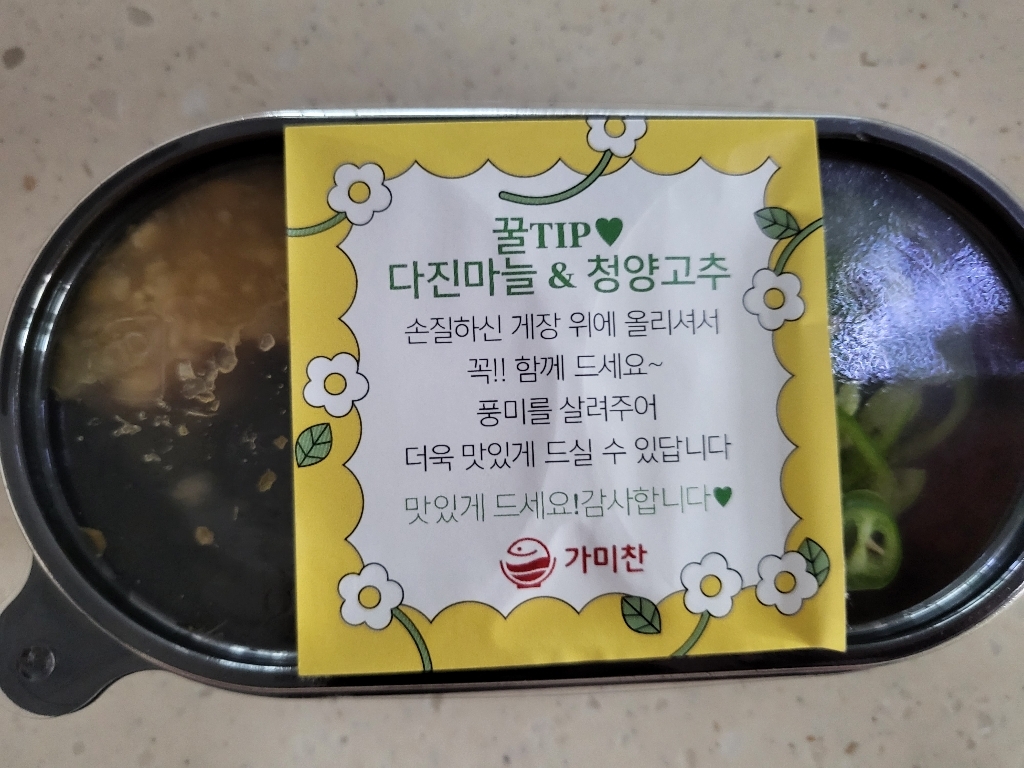 꿀TIP♥
다진마늘 & 청양고추
손질하신 게장 위에 올리셔서
꼭!! 함께 드세요~
풍미를 살려주어
더욱 맛있게 드실 수 있답니다
맛있게 드세요!감사합니다♥
가미찬